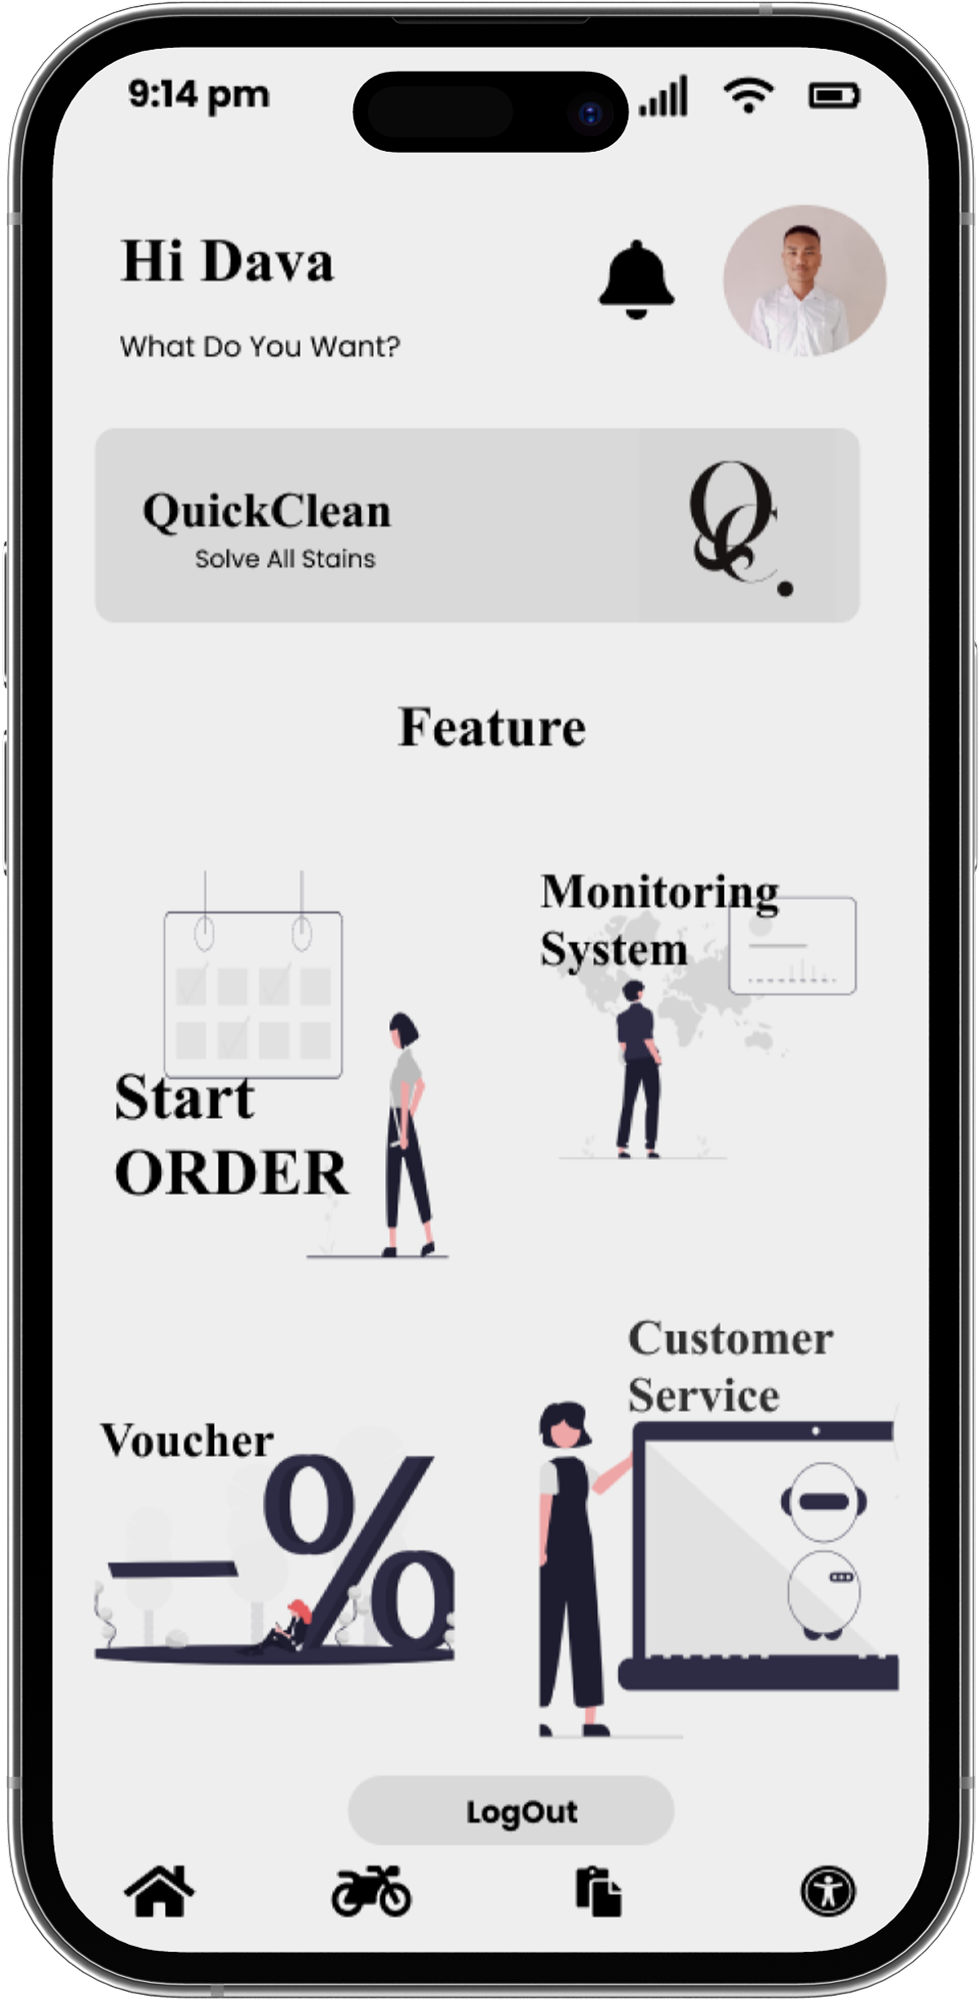 9:14 pm
Hi Dava
What Do You Want?
QuickClean
Solve All Stains
QC.
Feature
Monitoring
System
Start
ORDER
Customer
Service
Voucher
%
LogOut